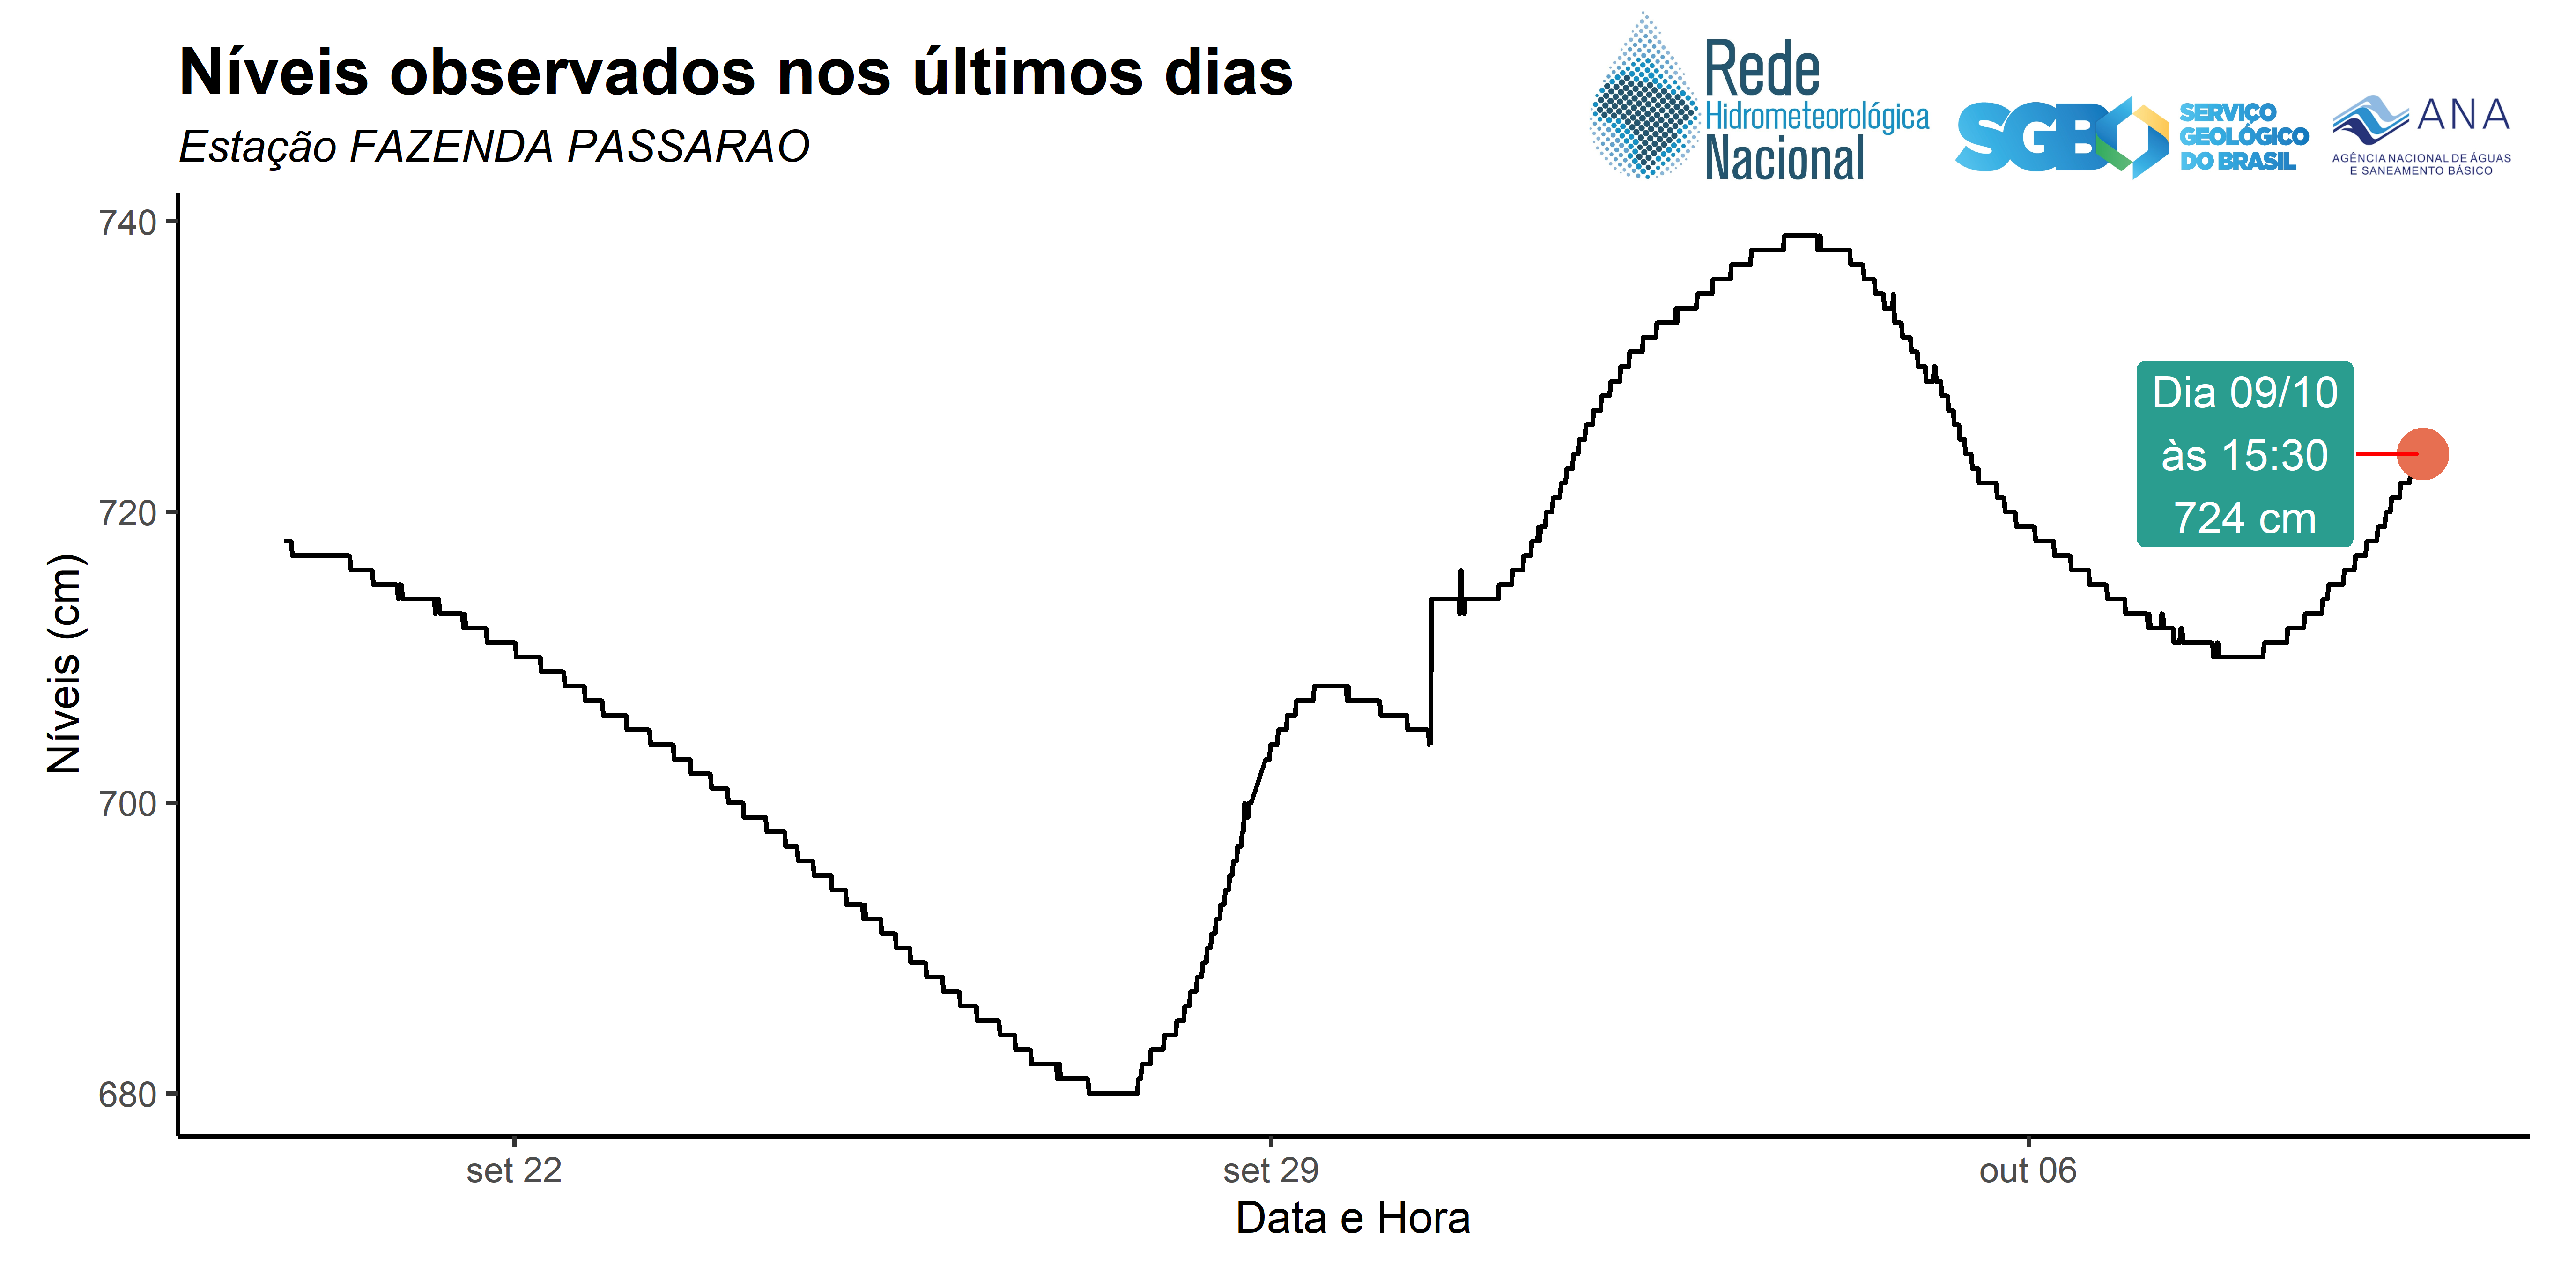 Níveis observados nos últimos dias
Estação FAZENDA PASSARAO
Rede
Hidrometeorológica
Nacional
SGB
SERVIÇO
GEOLÓGICO
DO BRASIL
ANA
AGÊNCIA NACIONAL DE ÁGUAS
E SANEAMENTO BÁSICO
Níveis (cm)
740
720
700
680
Dia 09/10
às 15:30
724 cm
set 22
set 29
out 06
Data e Hora